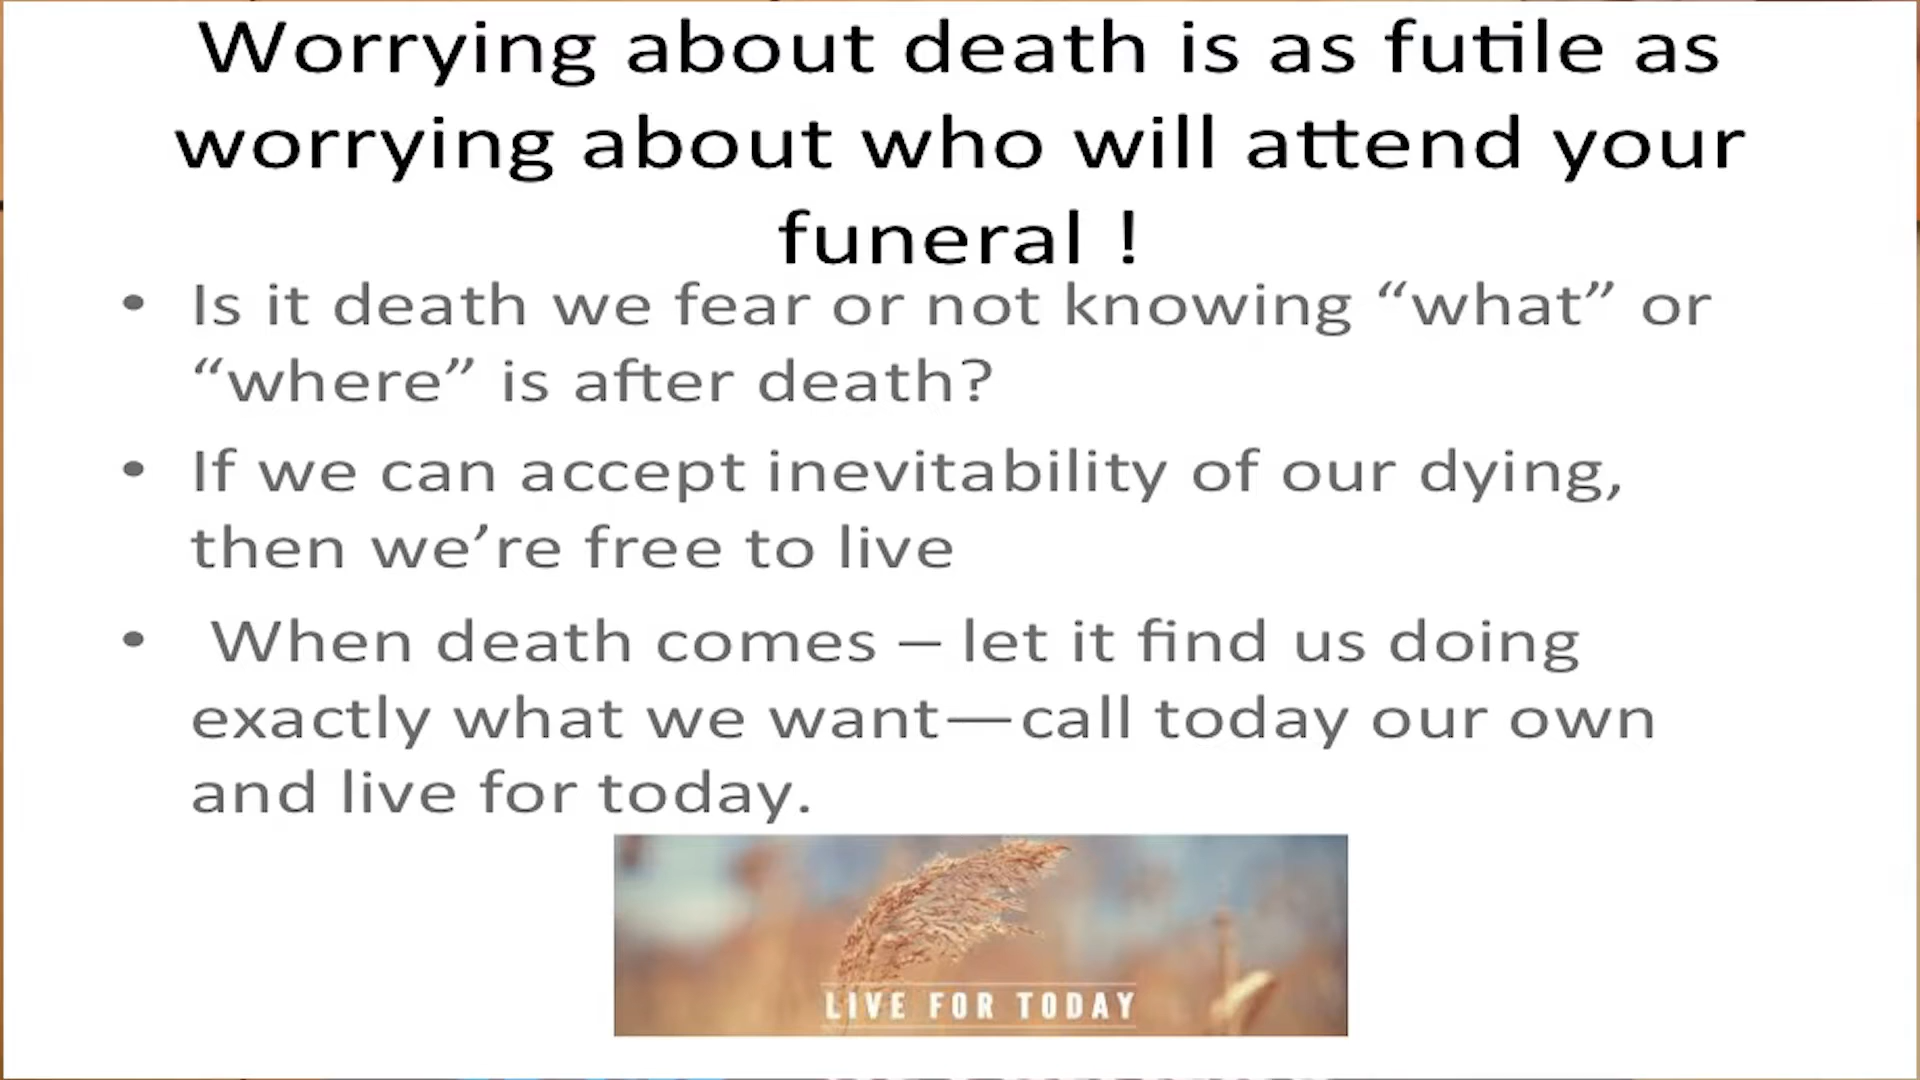 Worrying about death is as futile as
worrying about who will attend your
funeral !
• Is it death we fear or not knowing “what” or
“where” is after death?
• If we can accept inevitability of our dying,
then we’re free to live
• When death comes – let it find us doing
exactly what we want—call today our own
and live for today.
LIVE FOR TODAY